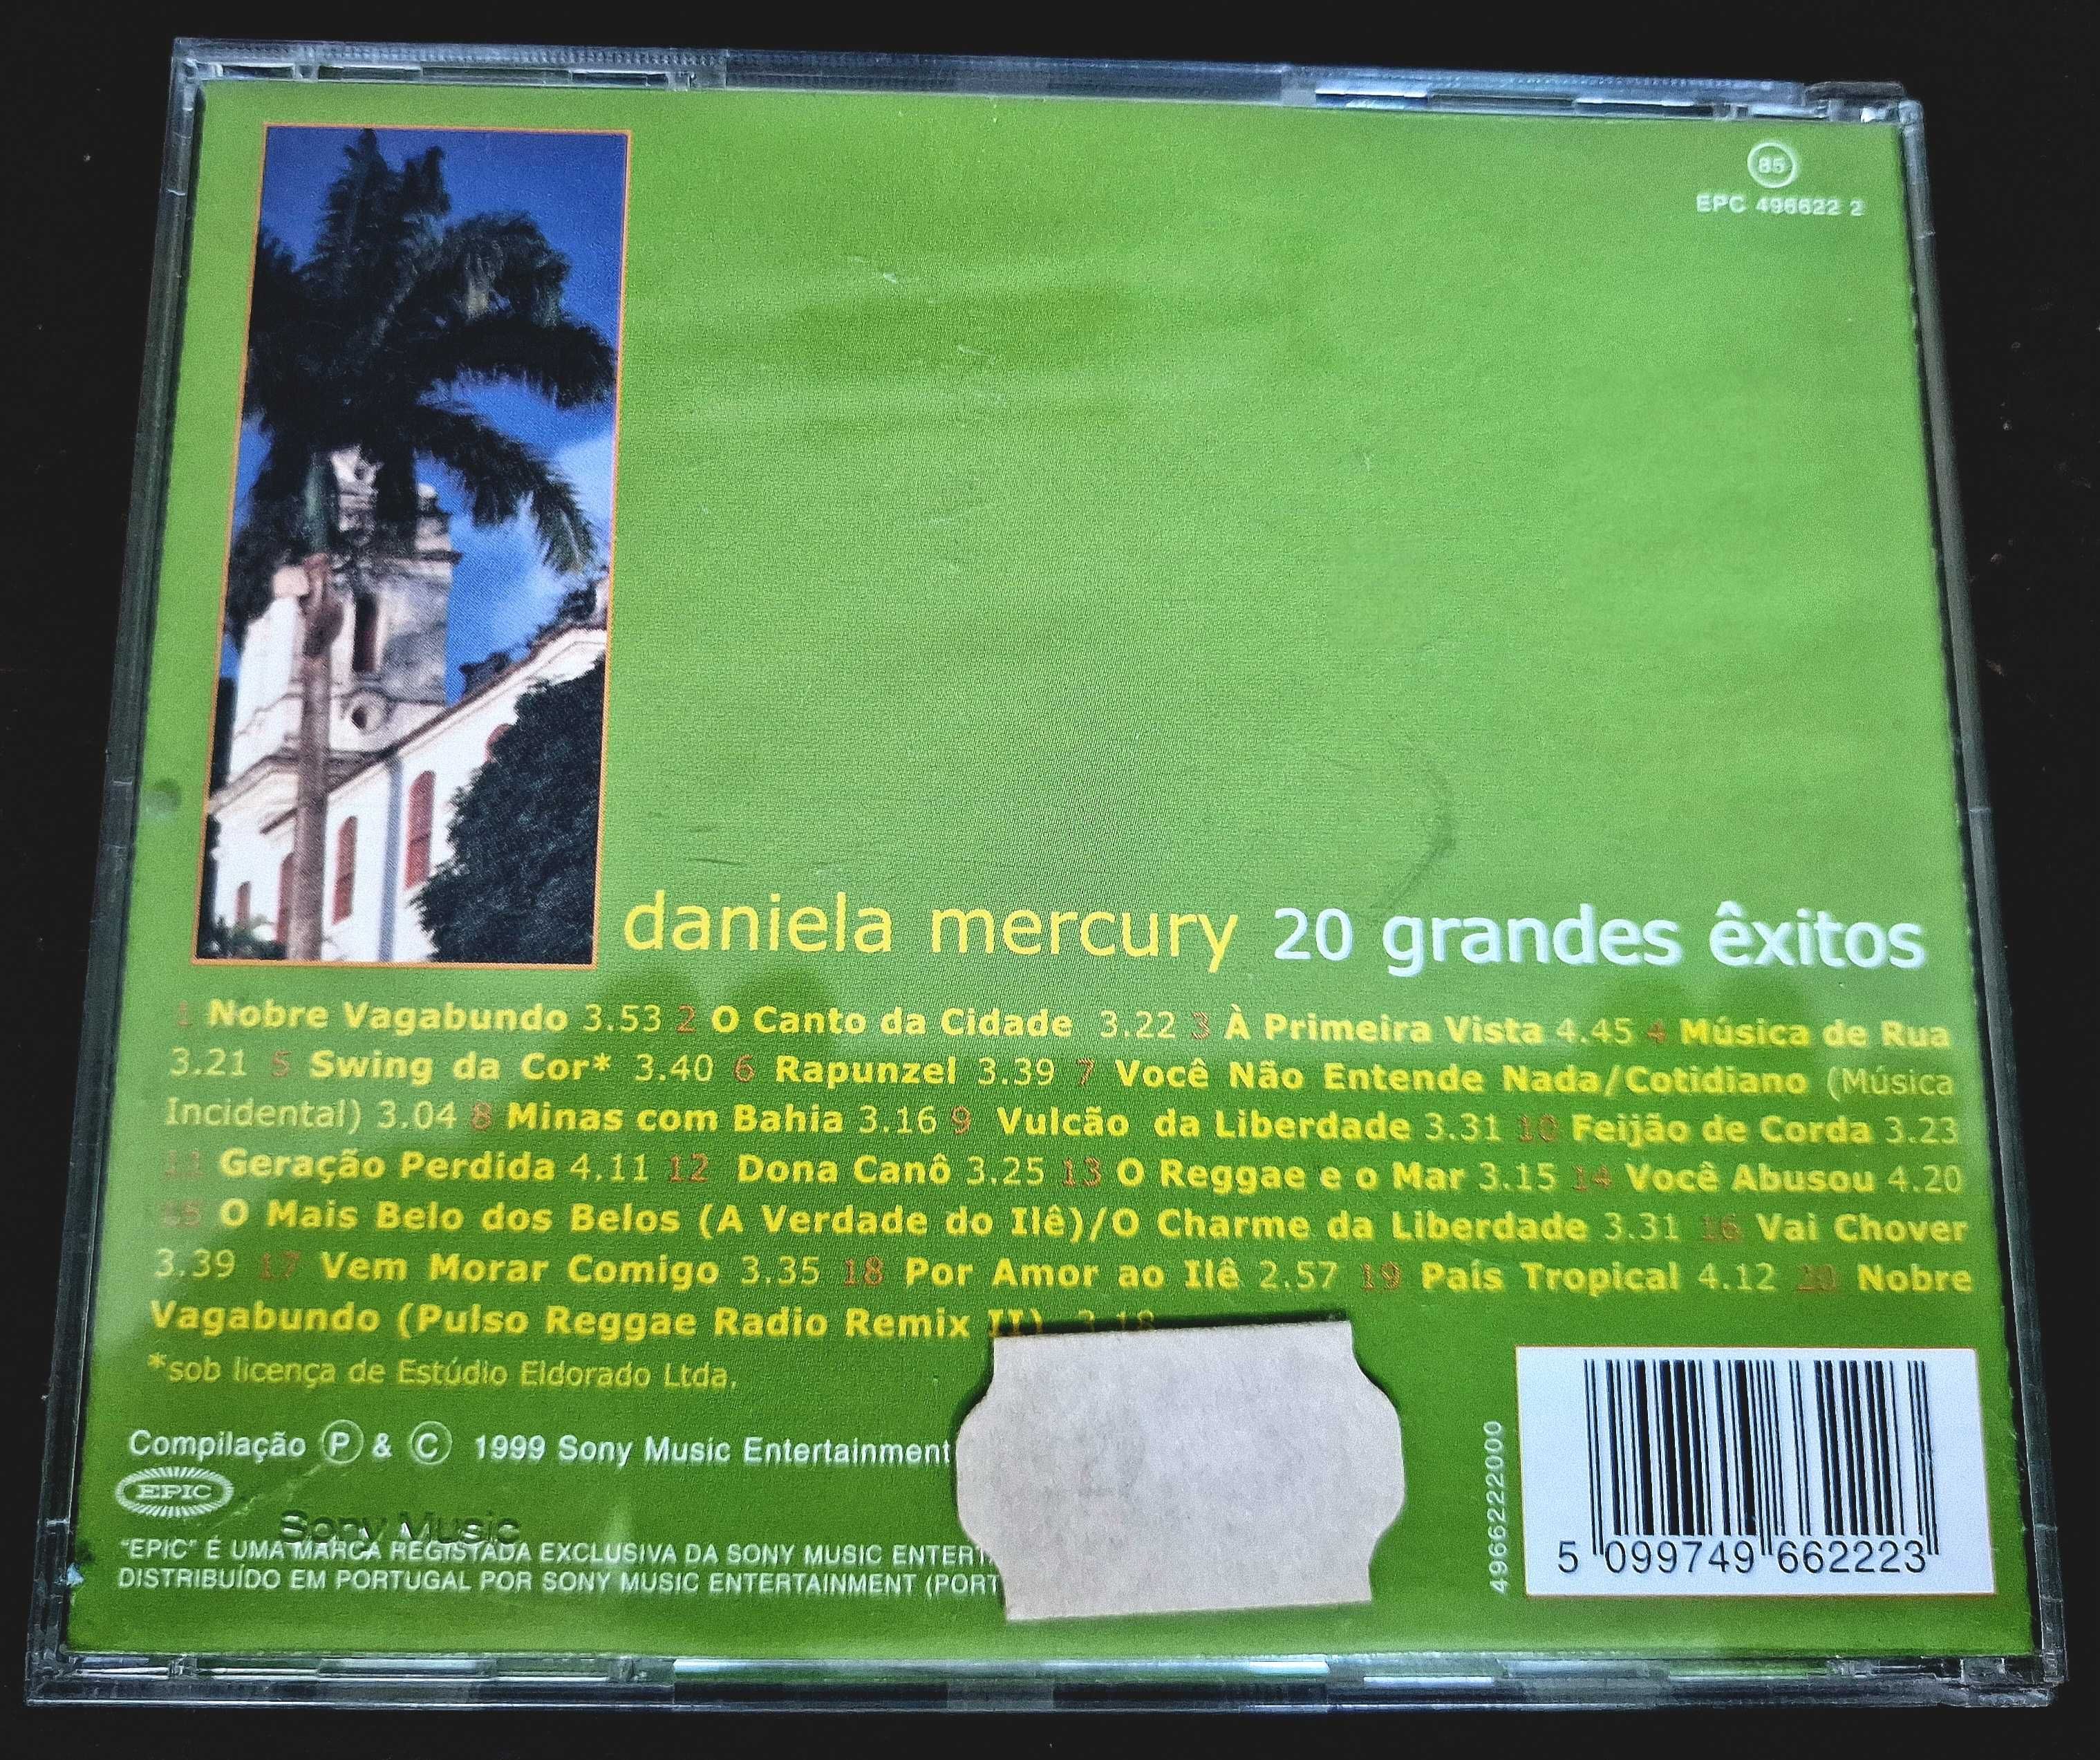 85
EPC 496622 2
daniela mercury 20 grandes êxitos
1 Nobre Vagabundo 3.53 2 O Canto da Cidade 3.22 3 À Primeira Vista 4.45 4 Música de Rua
3.21 5 Swing da Cor* 3.40 6 Rapunzel 3.39 7 Você Não Entende Nada/Cotidiano (Música
Incidental) 3.04 8 Minas com Bahia 3.16 9 Vulcão da Liberdade 3.31 10 Feijão de Corda 3.23
11 Geração Perdida 4.11 12 Dona Canô 3.25 13 O Reggae e o Mar 3.15 14 Você Abusou 4.20
15 O Mais Belo dos Belos (A Verdade do Ilê)/O Charme da Liberdade 3.31 16 Vai Chover
3.39 17 Vem Morar Comigo 3.35 18 Por Amor ao Ilê 2.57 19 País Tropical 4.12 20 Nobre
Vagabundo (Pulso Reggae Radio Remix II) 3.18
*sob licença de Estúdio Eldorado Ltda.
Compilação Ⓟ & Ⓒ 1999 Sony Music Entertainment
EPIC
Sony Music
"EPIC" É UMA MARCA REGISTADA EXCLUSIVA DA SONY MUSIC
DISTRIBUÍDO EM PORTUGAL POR SONY MUSIC ENTERTAINMENT
4966222000
5 099749 662223